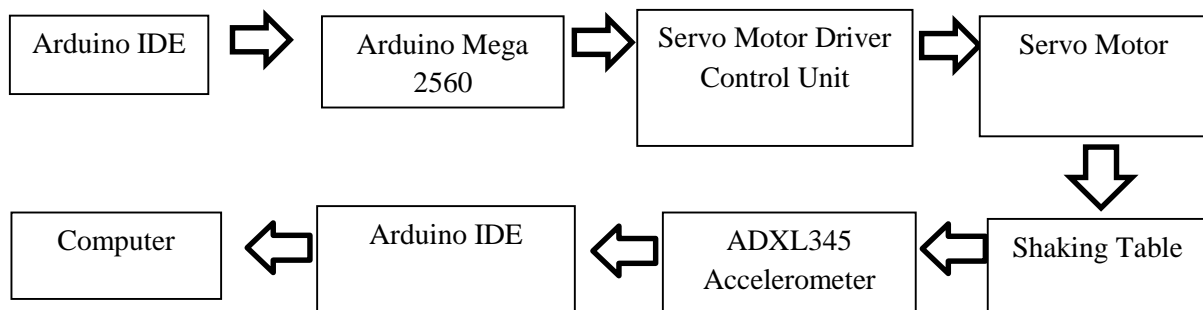 Arduino IDE
Arduino Mega
2560
Servo Motor Driver
Control Unit
Servo Motor
Computer
Arduino IDE
ADXL345
Accelerometer
Shaking Table